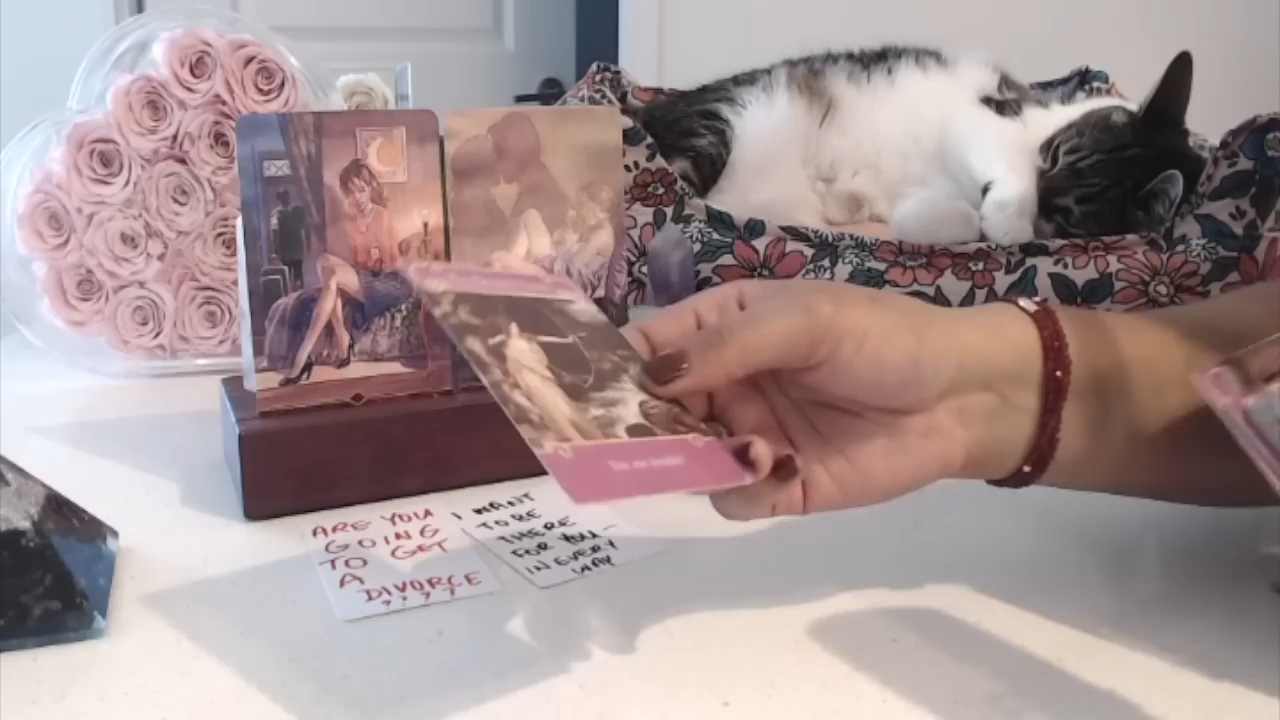 ARE YOU
GOING
TO GET
A
DIVORCE
????
I WANT
TO BE
THERE
FOR YOU-
IN EVERY
WAY